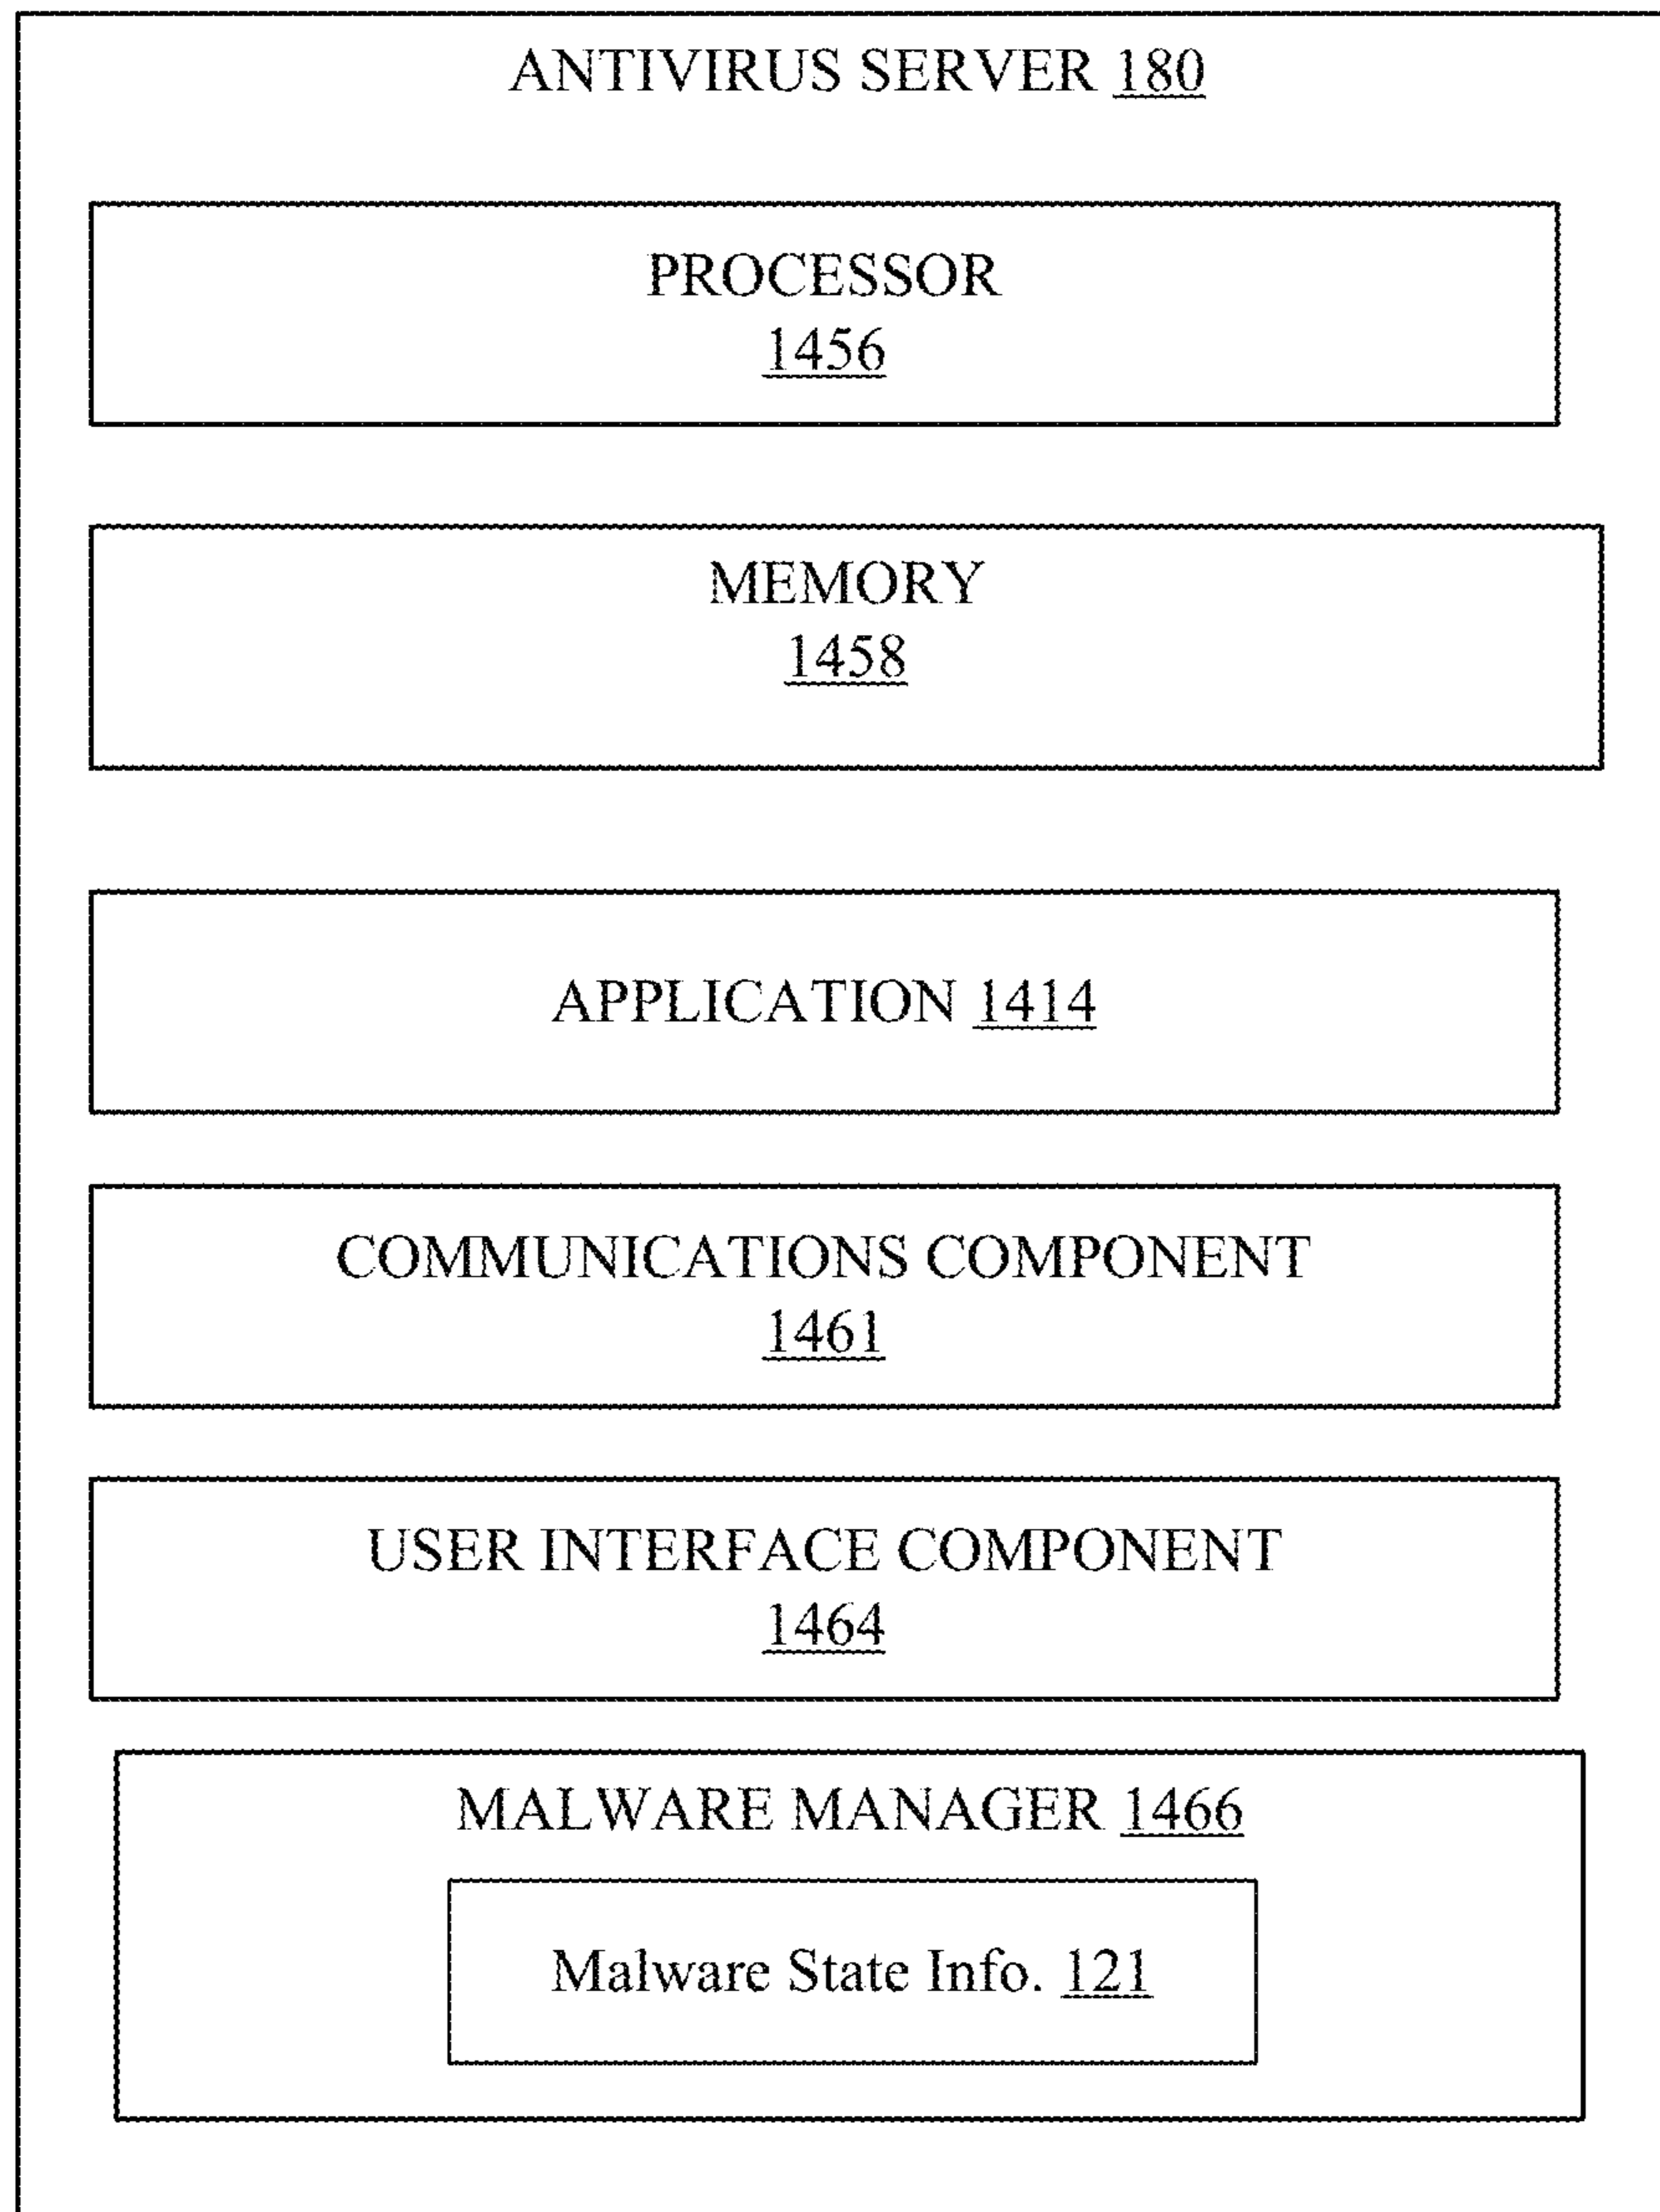 ANTIVIRUS SERVER 180
PROCESSOR
1456
MEMORY
1458
APPLICATION 1414
COMMUNICATIONS COMPONENT
1461
USER INTERFACE COMPONENT
1464
MALWARE MANAGER 1466
Malware State Info. 121